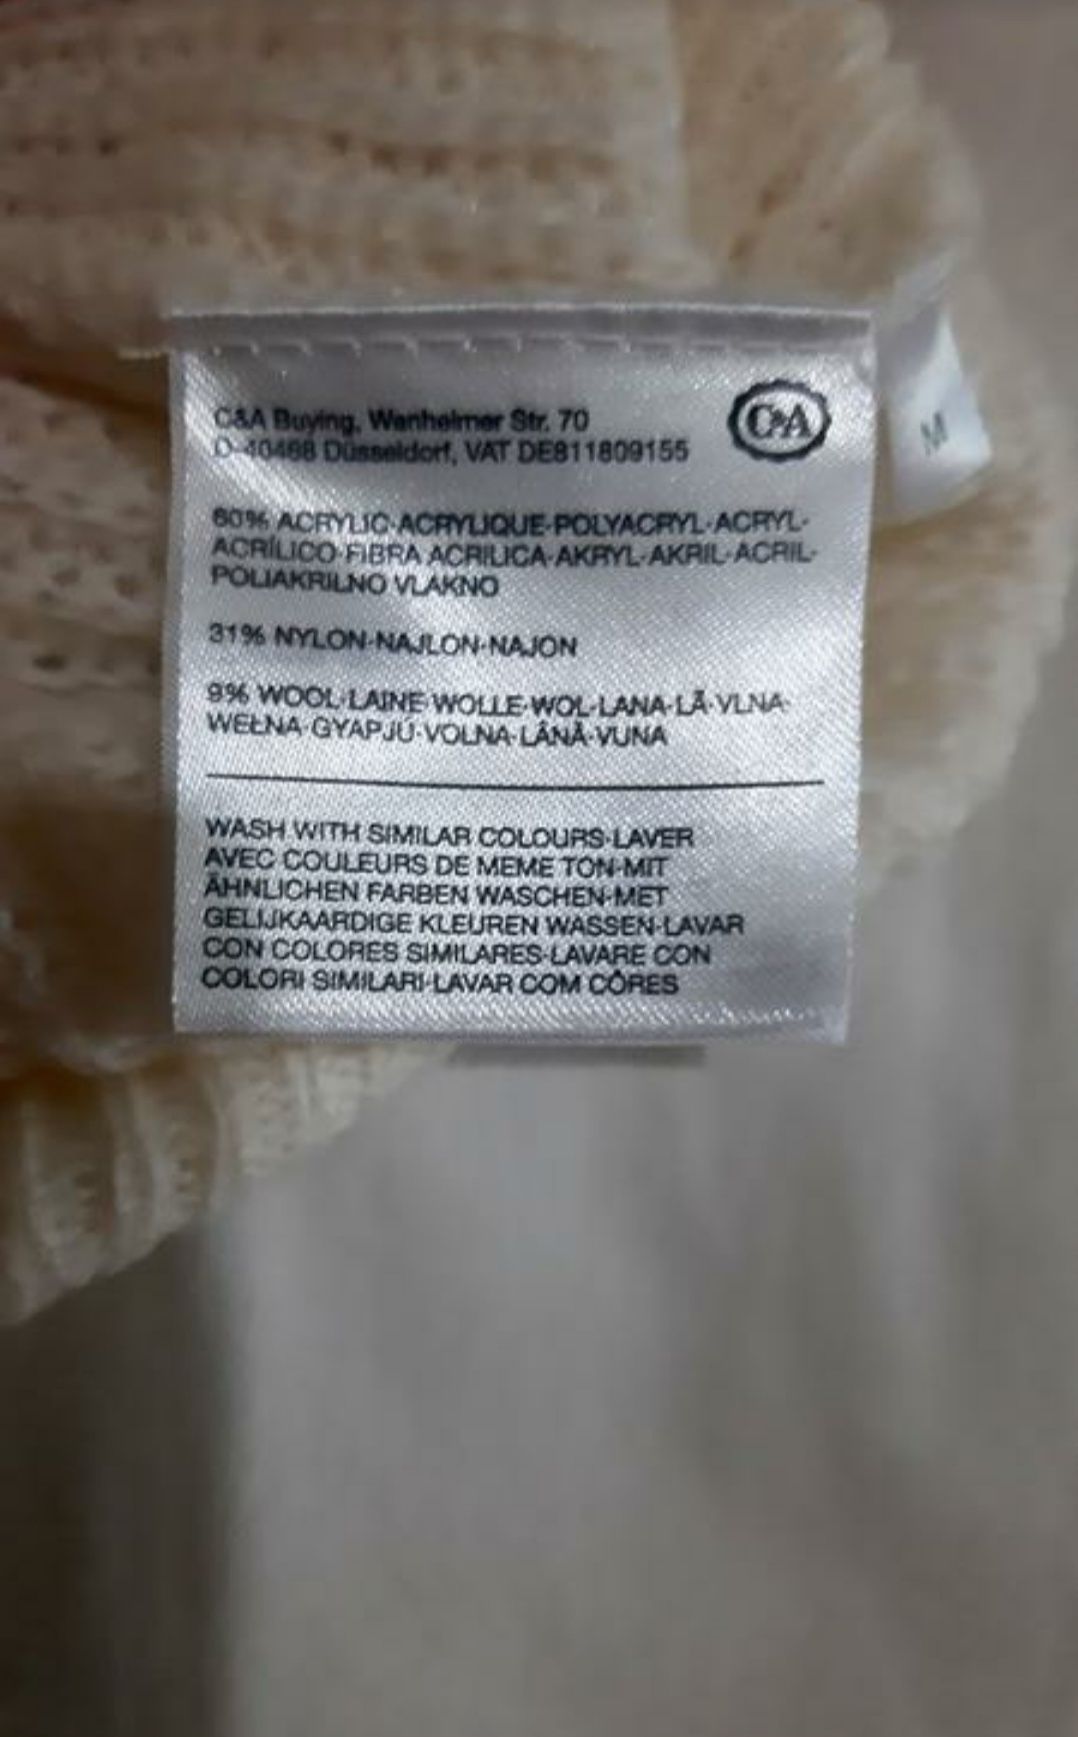 C&A Buying, Wanheimer Str. 70
D-40468 Düsseldorf, VAT DE811809155
C&A
M
60% ACRYLIC·ACRYLIQUE·POLYACRYL·ACRYL·
ACRÍLICO·FIBRA ACRILICA·AKRYL·AKRIL·ACRIL·
POLIAKRILNO VLAKNO
31% NYLON·NAJLON·NAJON
9% WOOL·LAINE·WOLLE·WOL·LANA·LÃ·VLNA·
WEŁNA·GYAPJÚ·VOLNA·LÂNĂ·VUNA
WASH WITH SIMILAR COLOURS·LAVER
AVEC COULEURS DE MEME TON·MIT
ÄHNLICHEN FARBEN WASCHEN·MET
GELIJKAARDIGE KLEUREN WASSEN·LAVAR
CON COLORES SIMILARES·LAVARE CON
COLORI SIMILARI·LAVAR COM CÔRES